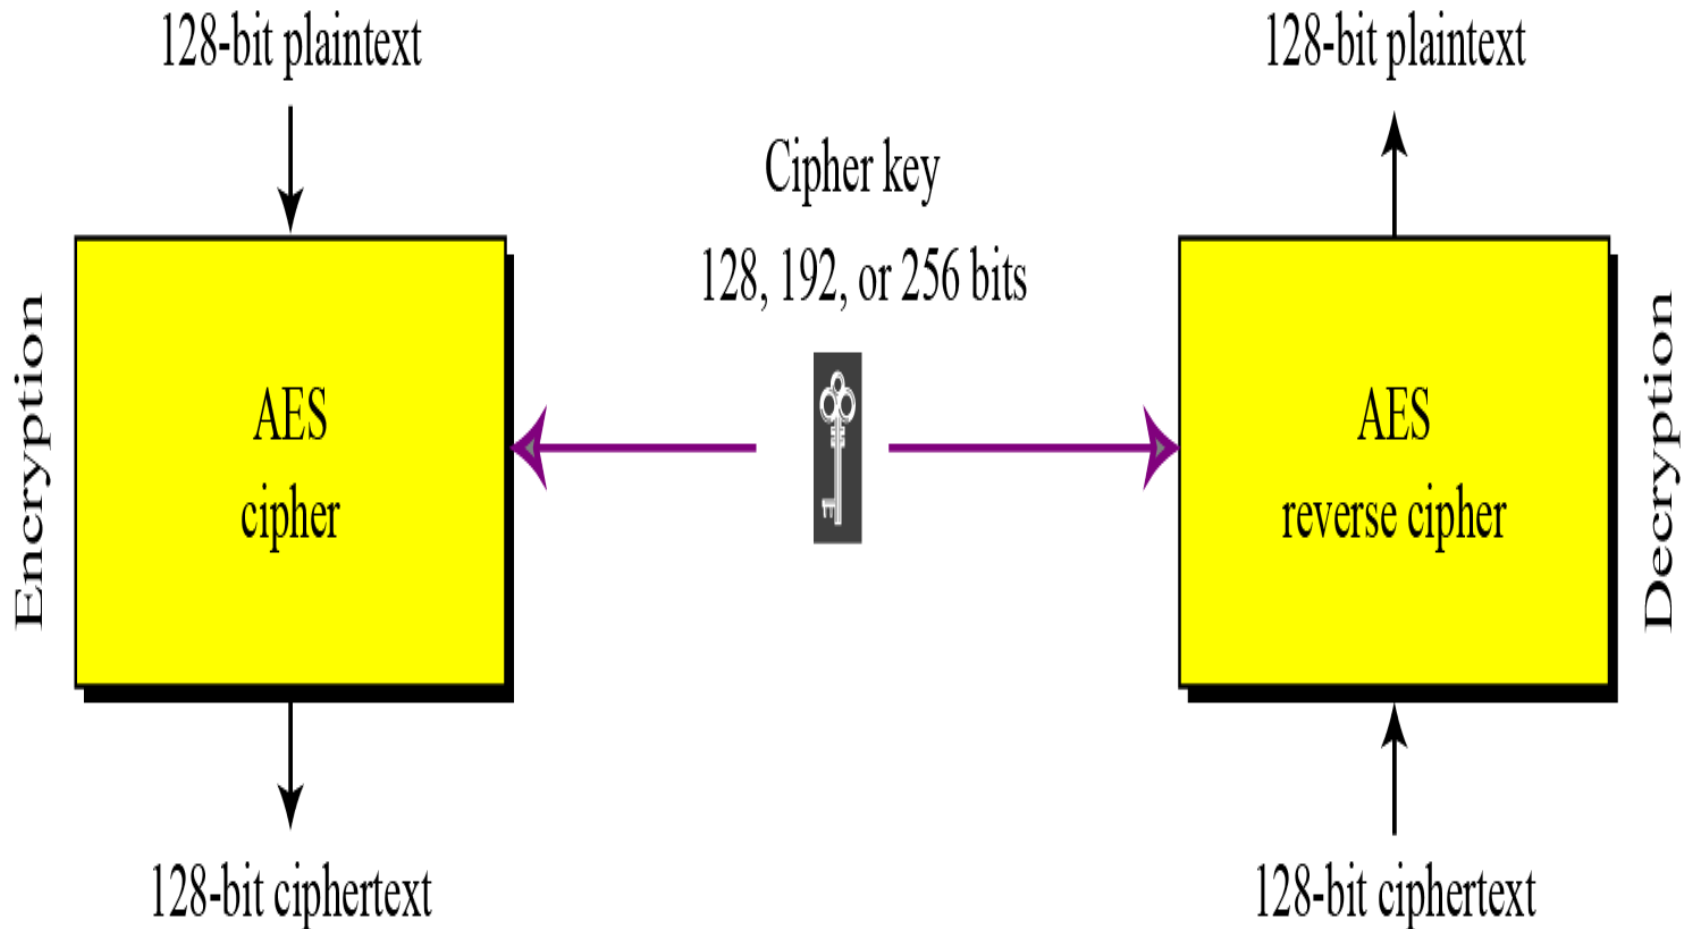 128-bit plaintext
128-bit plaintext
Cipher key
128, 192, or 256 bits
Encryption
AES
cipher
AES
reverse cipher
Decryption
128-bit ciphertext
128-bit ciphertext